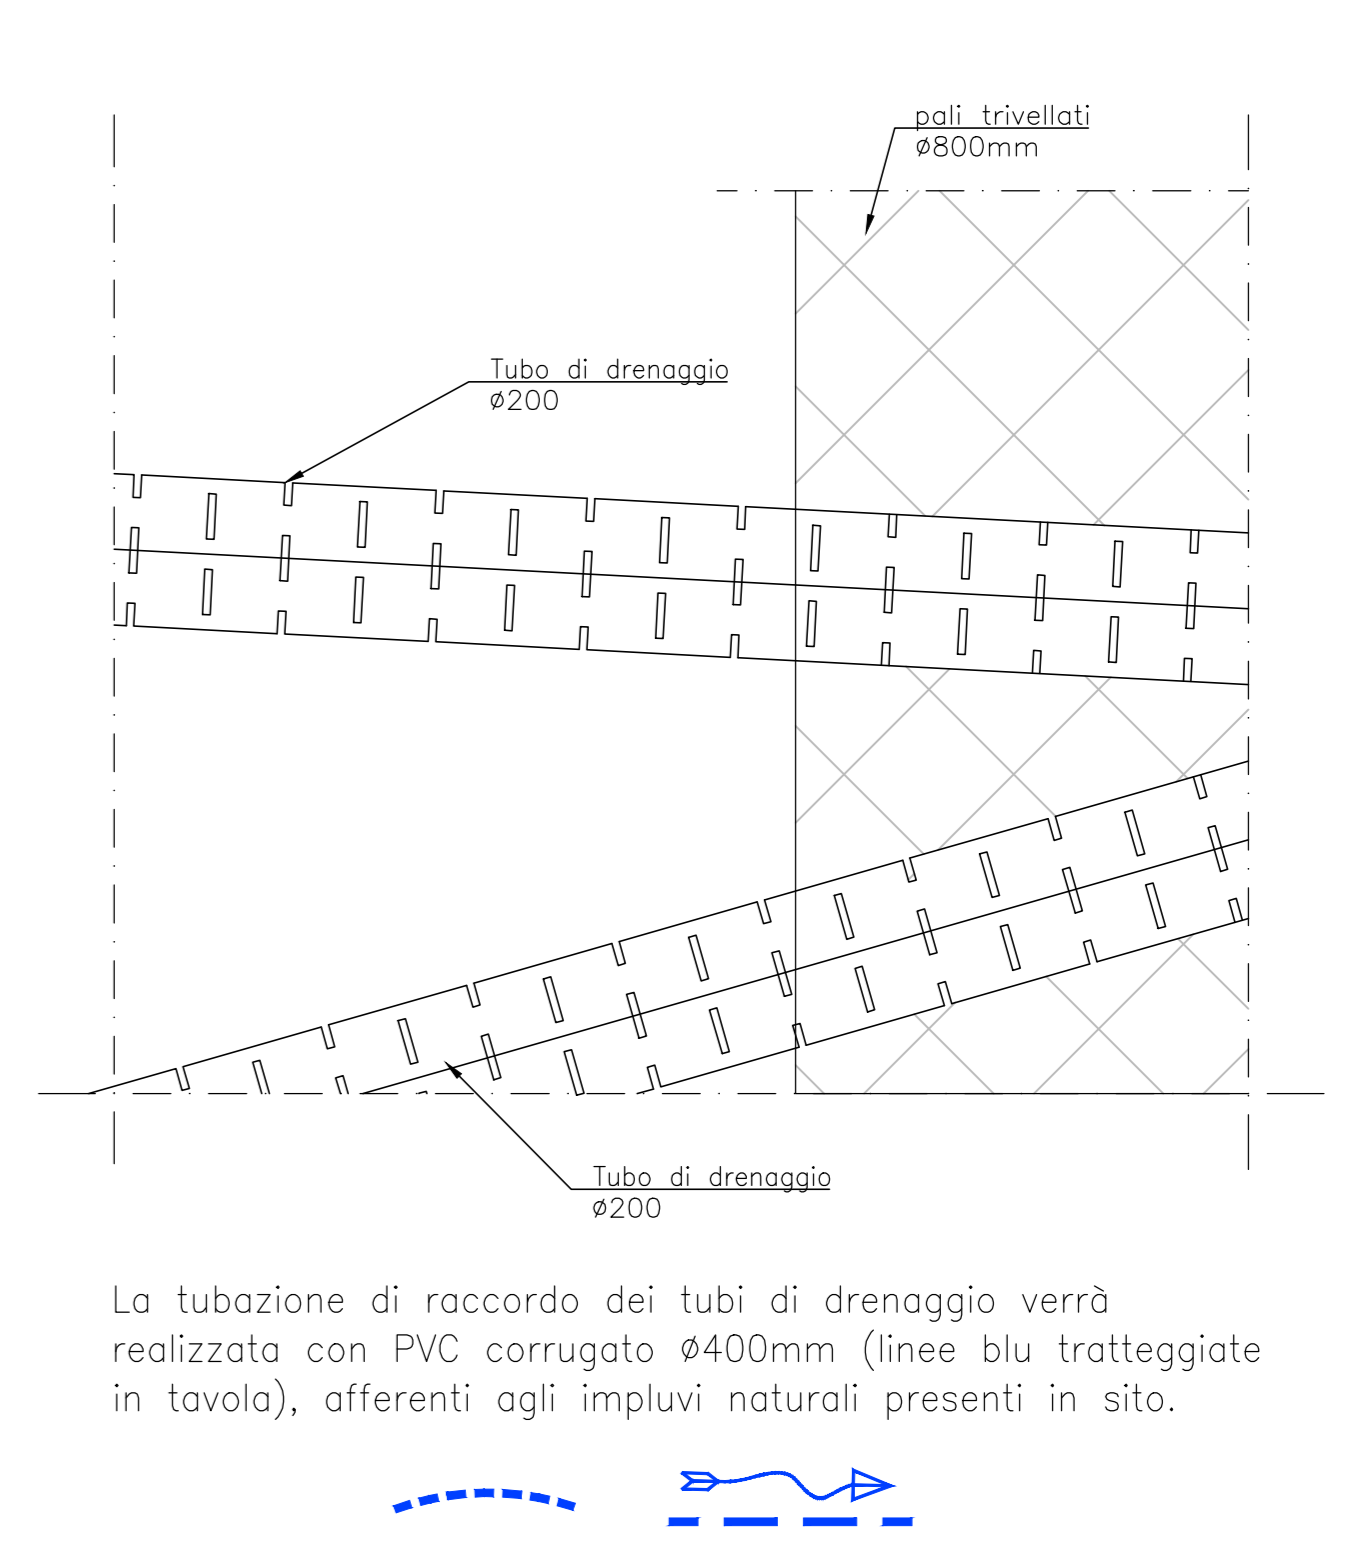 pali trivellati
ø800mm
Tubo di drenaggio
ø200
Tubo di drenaggio
ø200
La tubazione di raccordo dei tubi di drenaggio verrà
realizzata con PVC corrugato ø400mm (linee blu tratteggiate
in tavola), afferenti agli impluvi naturali presenti in sito.